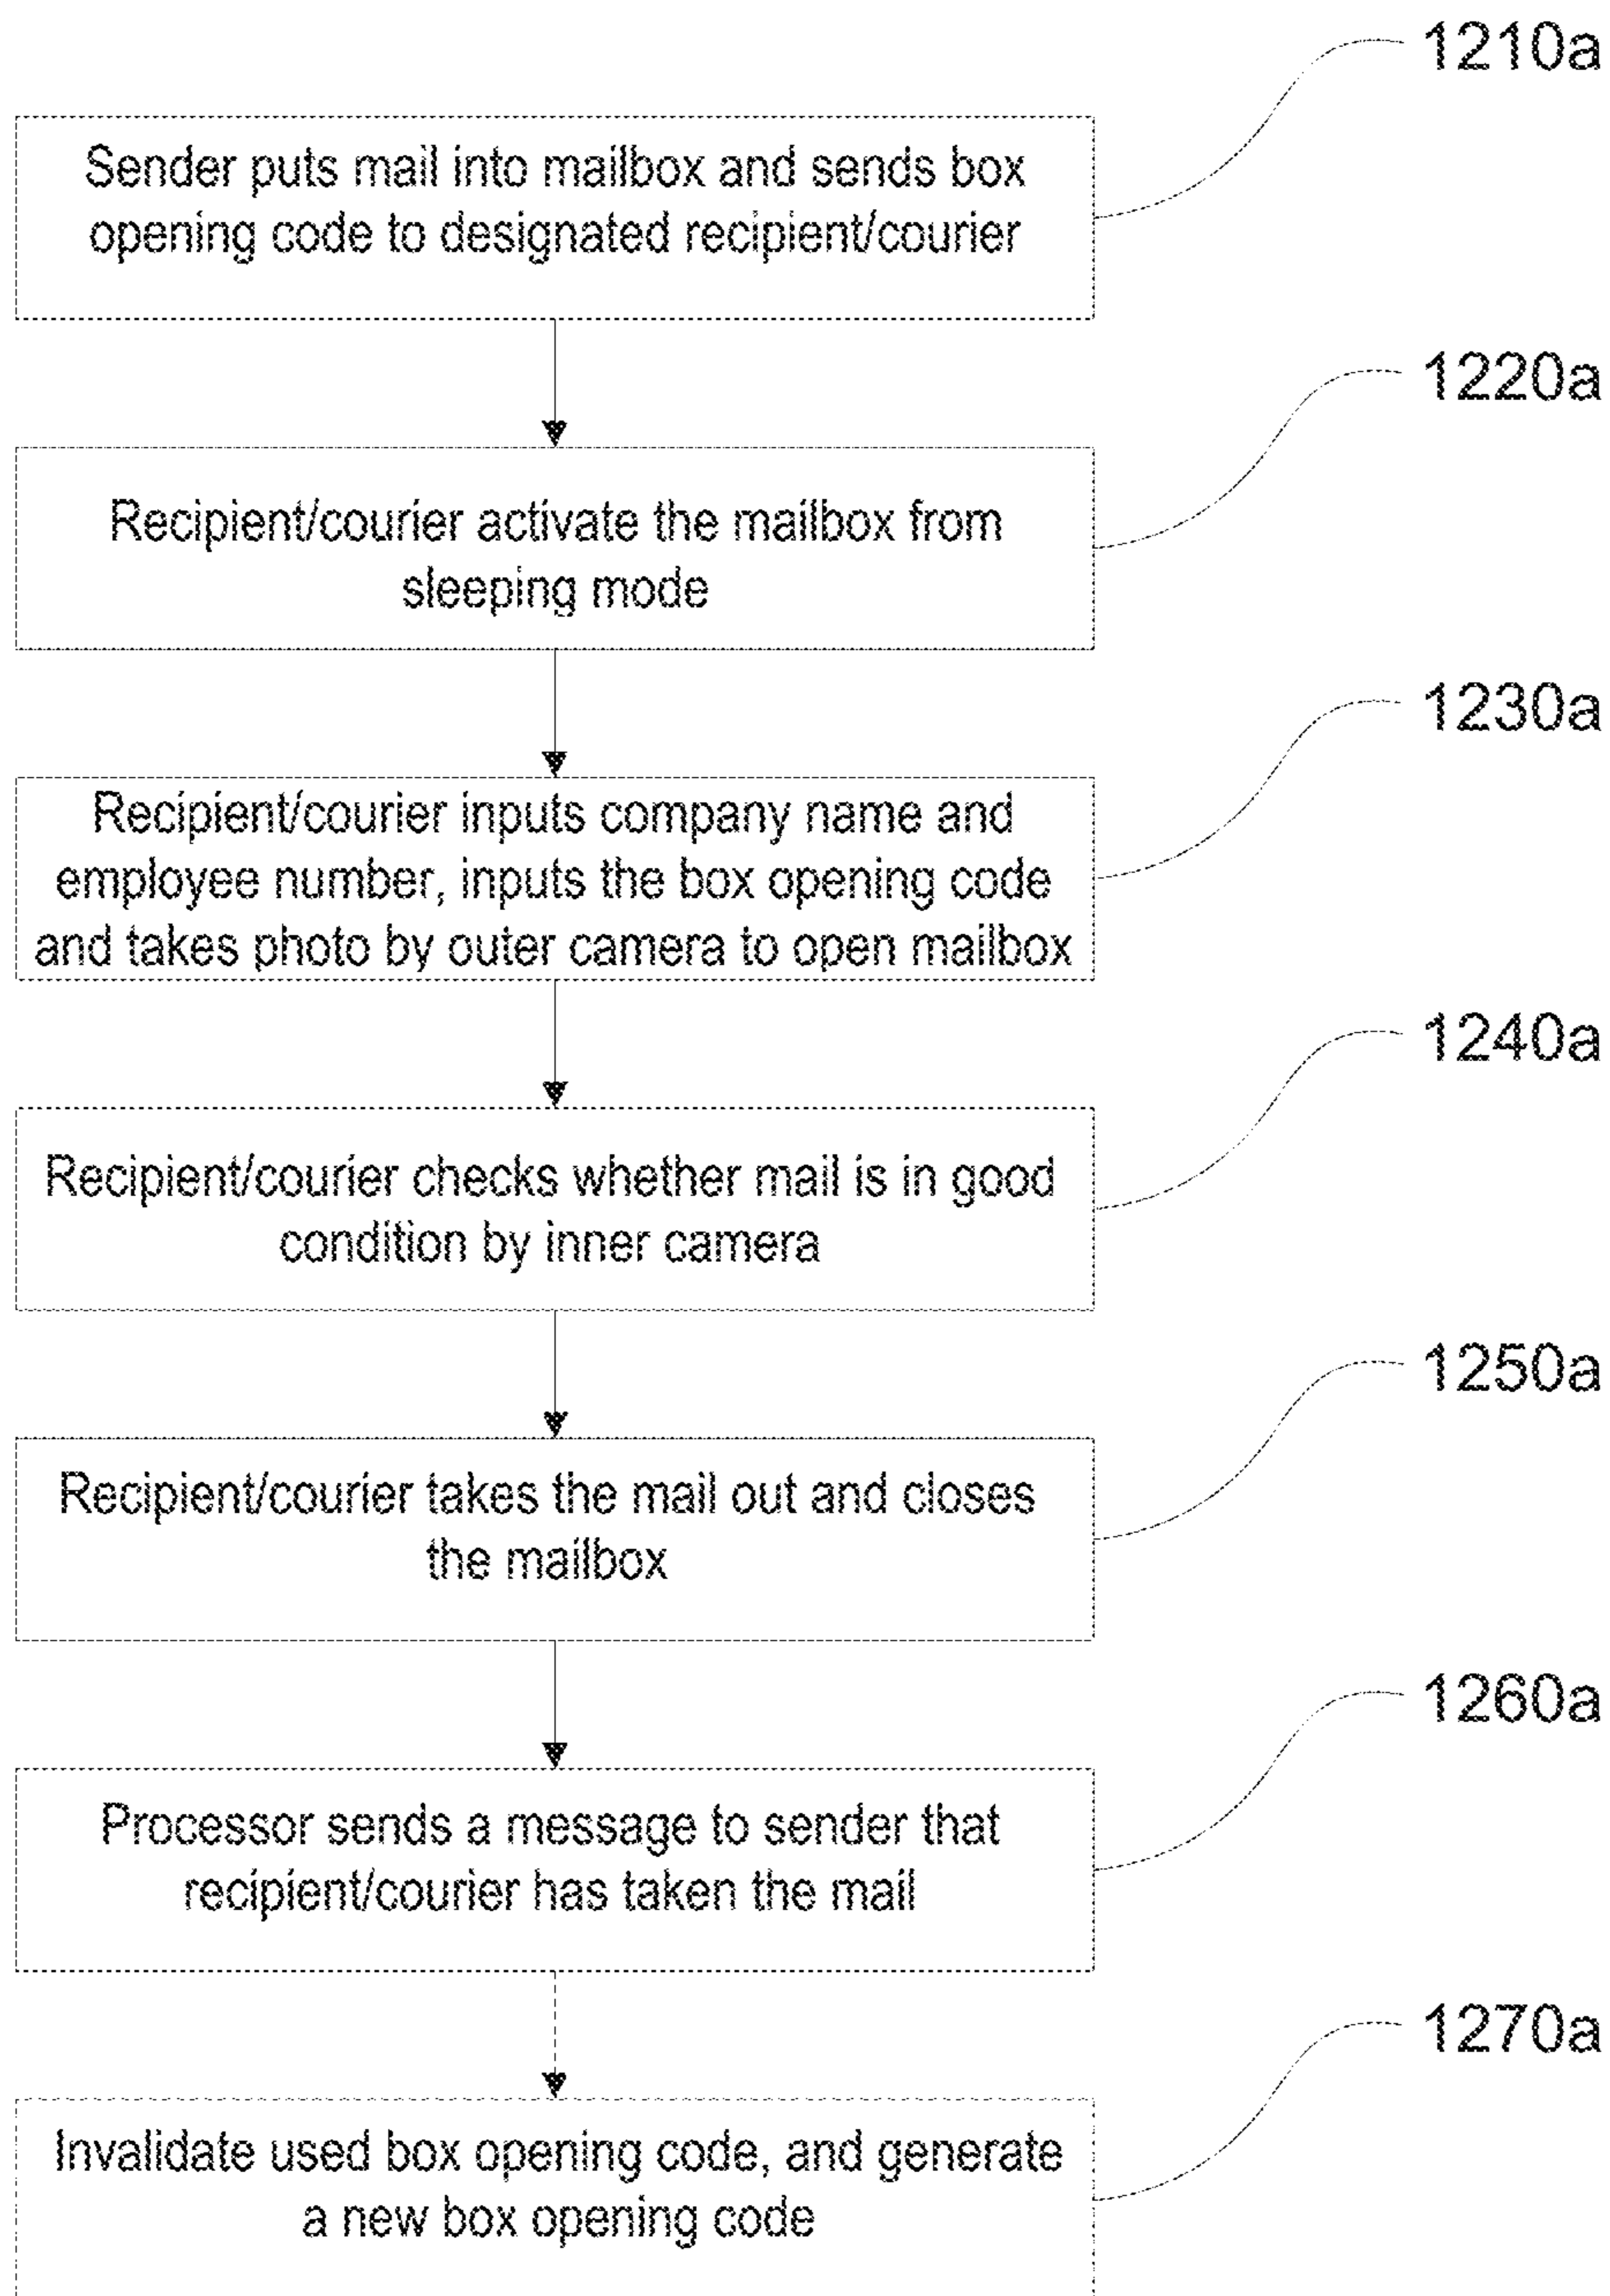 1210a
Sender puts mail into mailbox and sends box
opening code to designated recipient/courier
1220a
Recipient/courier activate the mailbox from
sleeping mode
1230a
Recipient/courier inputs company name and
employee number, inputs the box opening code
and takes photo by outer camera to open mailbox
1240a
Recipient/courier checks whether mail is in good
condition by inner camera
1250a
Recipient/courier takes the mail out and closes
the mailbox
1260a
Processor sends a message to sender that
recipient/courier has taken the mail
1270a
Invalidate used box opening code, and generate
a new box opening code